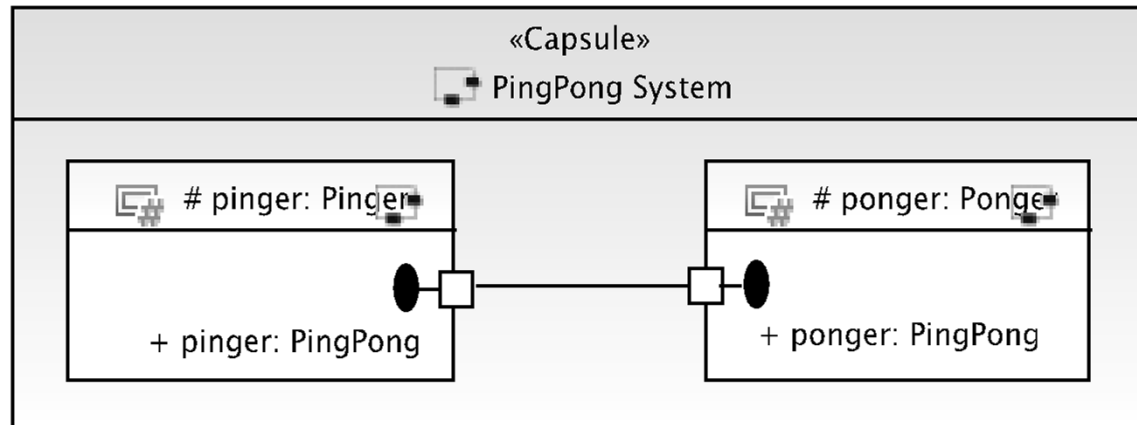 «Capsule»
PingPong System
# pinger: Pinger
# ponger: Ponger
+ pinger: PingPong
+ ponger: PingPong